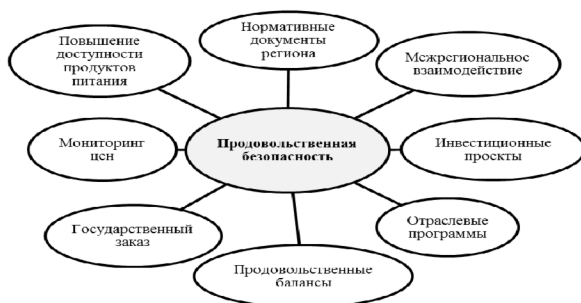 Повышение
доступности
продуктов
питания
Нормативные
документы
региона
Межрегиональное
взаимодействие
Мониторинг
цен
Продовольственная
безопасность
Инвестиционные
проекты
Государственный
заказ
Отраслевые
программы
Продовольственные
балансы